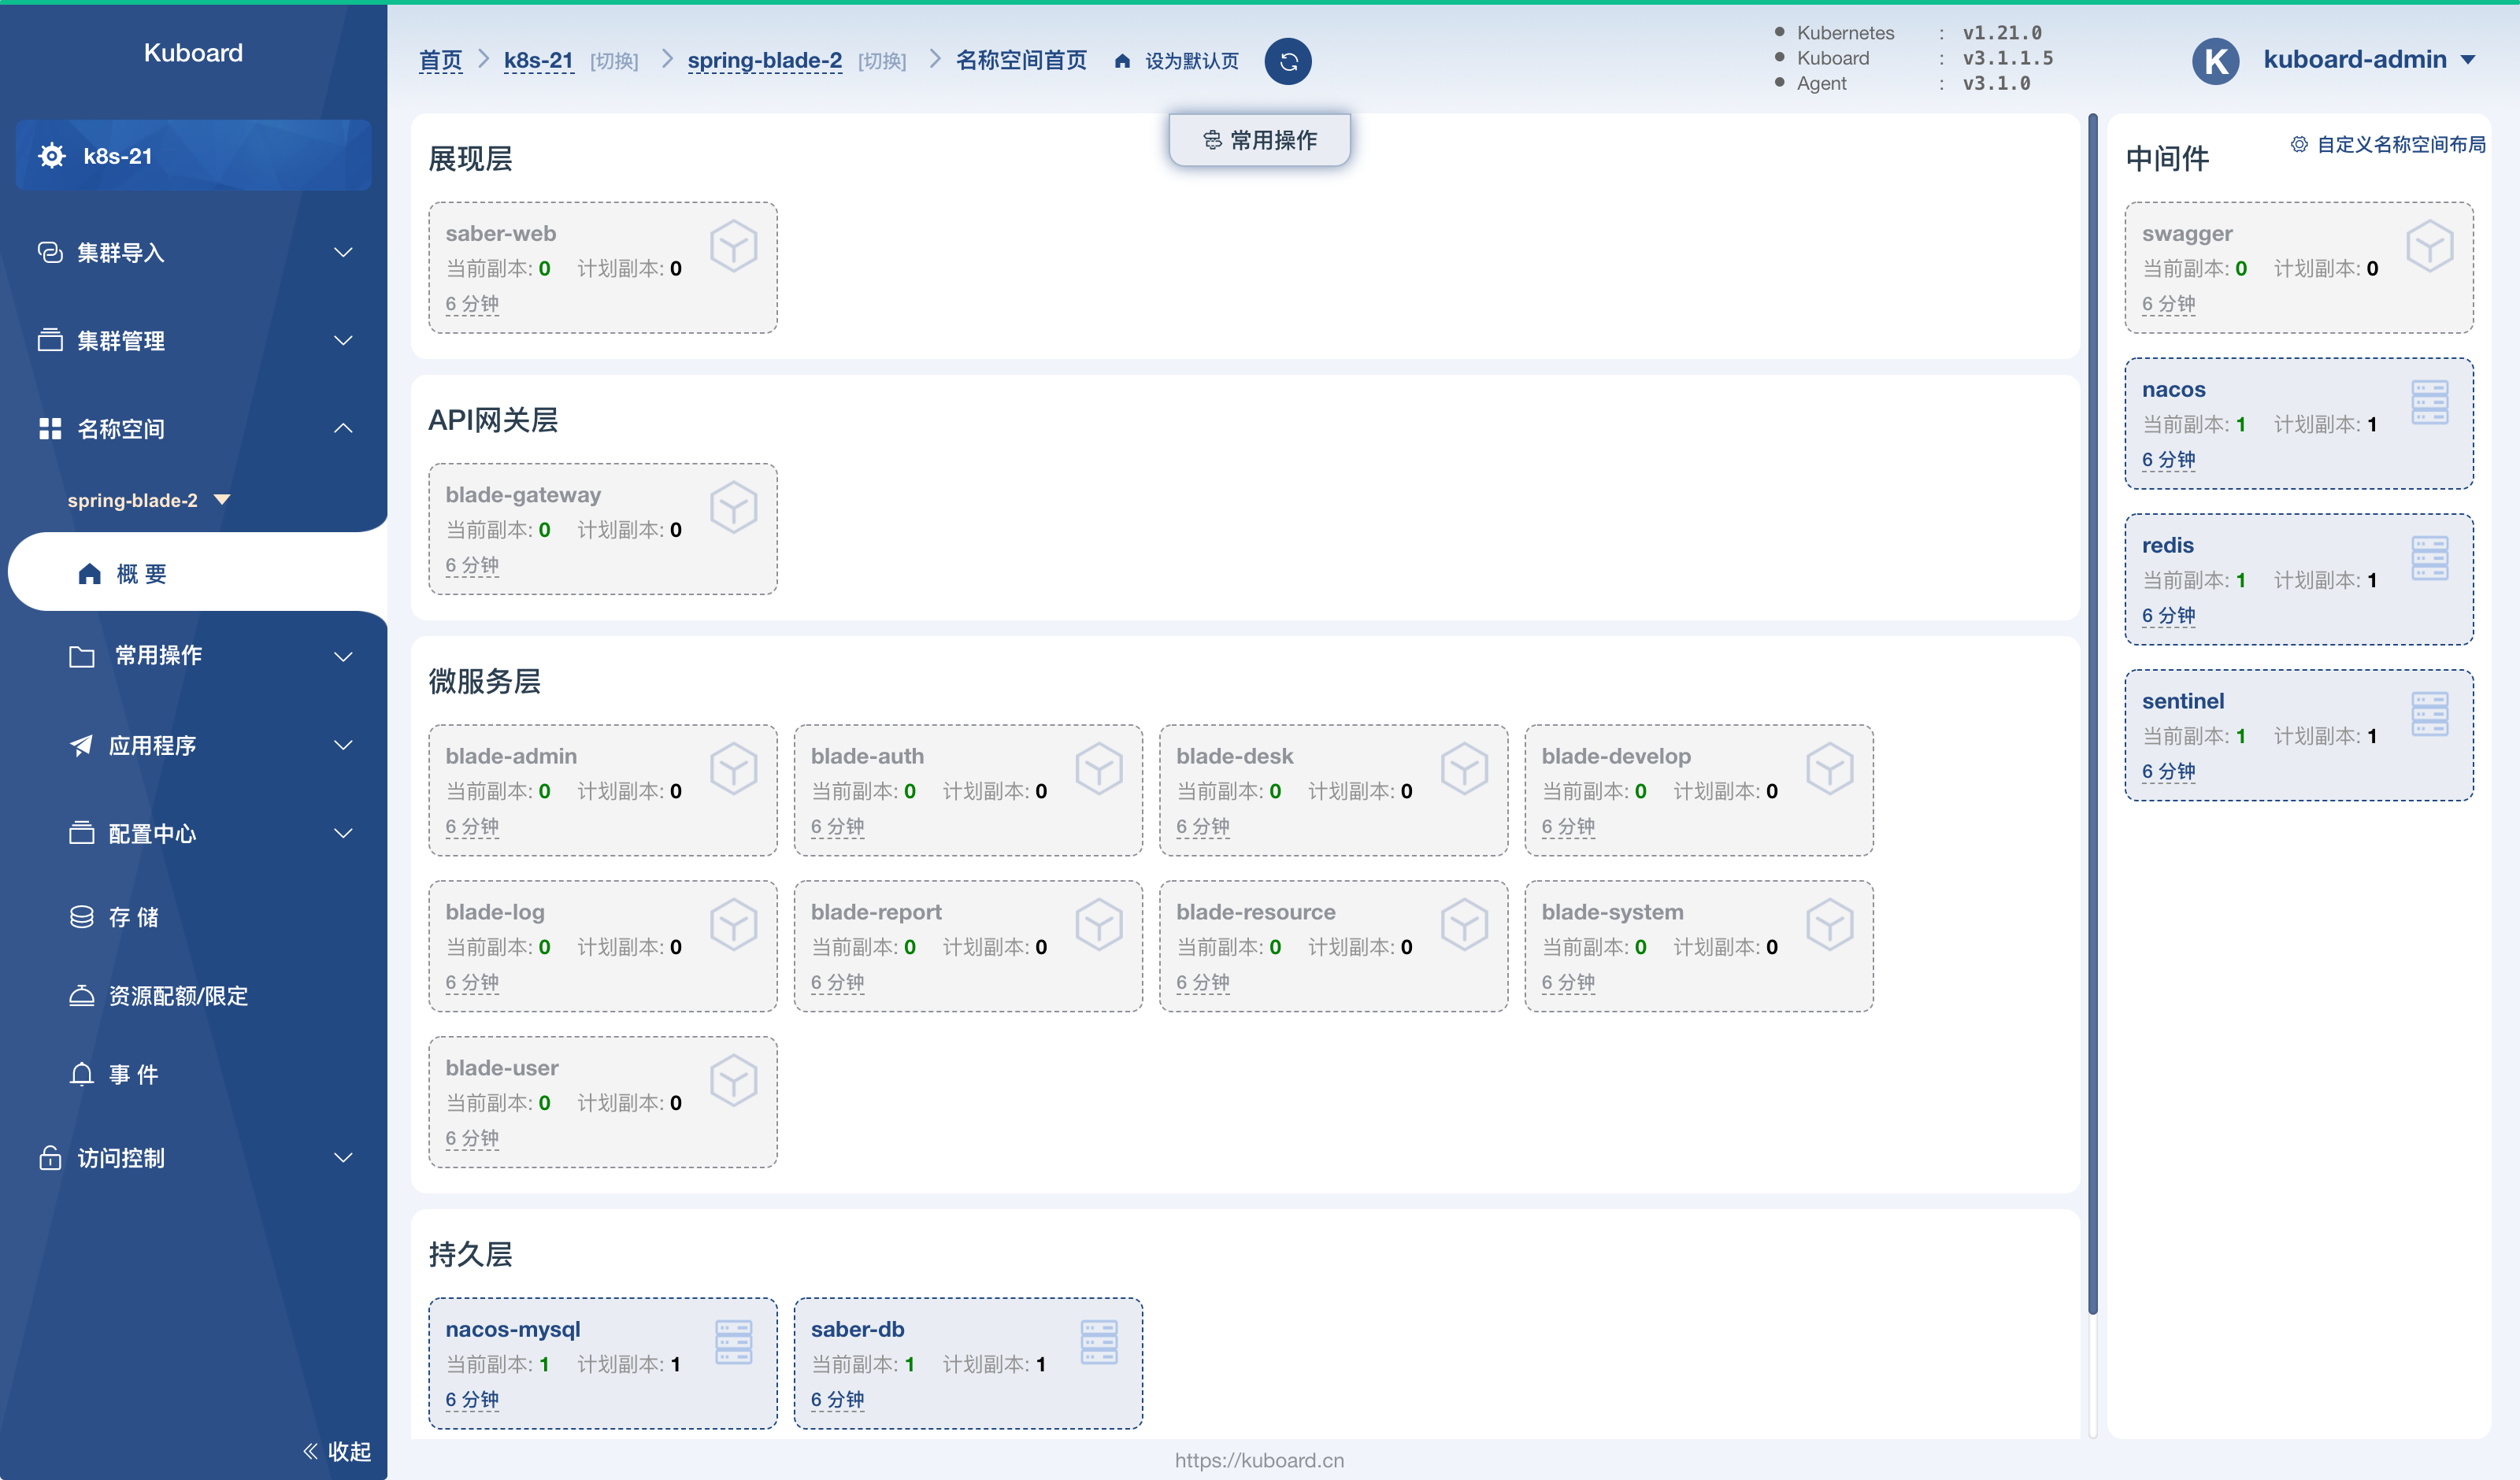 Kuboard
k8s-21
集群导入
集群管理
名称空间
spring-blade-2
概 要
常用操作
应用程序
配置中心
存 储
资源配额/限定
事 件
访问控制
收起
首页 k8s-21 [切换] spring-blade-2 [切换] 名称空间首页 设为默认页
Kubernetes : v1.21.0
Kuboard : v3.1.1.5
Agent : v3.1.0
K kuboard-admin
常用操作
展现层
saber-web
当前副本: 0 计划副本: 0
6 分钟
API网关层
blade-gateway
当前副本: 0 计划副本: 0
6 分钟
微服务层
blade-admin
当前副本: 0 计划副本: 0
6 分钟
blade-auth
当前副本: 0 计划副本: 0
6 分钟
blade-desk
当前副本: 0 计划副本: 0
6 分钟
blade-develop
当前副本: 0 计划副本: 0
6 分钟
blade-log
当前副本: 0 计划副本: 0
6 分钟
blade-report
当前副本: 0 计划副本: 0
6 分钟
blade-resource
当前副本: 0 计划副本: 0
6 分钟
blade-system
当前副本: 0 计划副本: 0
6 分钟
blade-user
当前副本: 0 计划副本: 0
6 分钟
持久层
nacos-mysql
当前副本: 1 计划副本: 1
6 分钟
saber-db
当前副本: 1 计划副本: 1
6 分钟
中间件
自定义名称空间布局
swagger
当前副本: 0 计划副本: 0
6 分钟
nacos
当前副本: 1 计划副本: 1
6 分钟
redis
当前副本: 1 计划副本: 1
6 分钟
sentinel
当前副本: 1 计划副本: 1
6 分钟
https://kuboard.cn